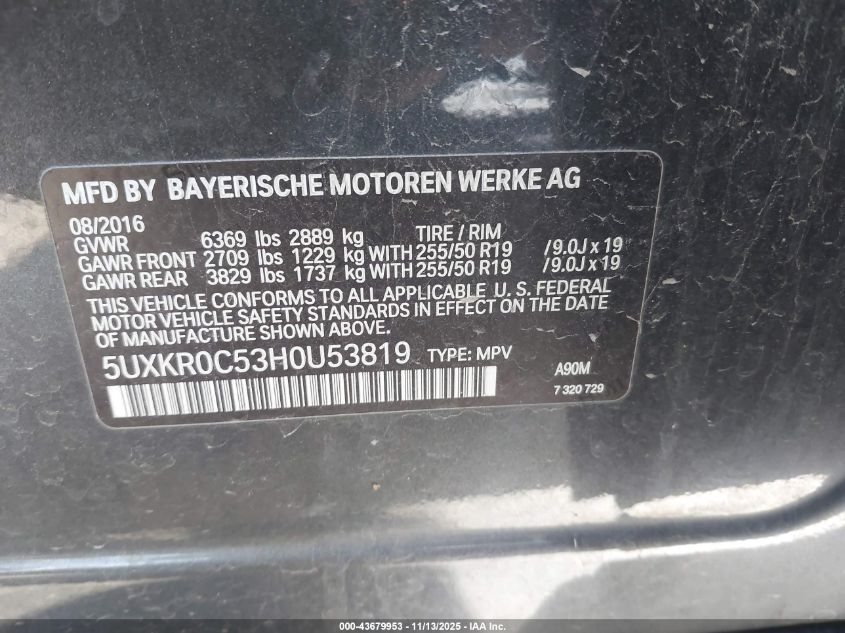 MFD BY BAYERISCHE MOTOREN WERKE AG
08/2016
GVWR 6369 lbs 2889 kg TIRE / RIM
GAWR FRONT 2709 lbs 1229 kg WITH 255/50 R19 / 9.0J x 19
GAWR REAR 3829 lbs 1737 kg WITH 255/50 R19 / 9.0J x 19
THIS VEHICLE CONFORMS TO ALL APPLICABLE U. S. FEDERAL
MOTOR VEHICLE SAFETY STANDARDS IN EFFECT ON THE DATE
OF MANUFACTURE SHOWN ABOVE.
5UXKR0C53H0U53819 TYPE: MPV
A90M
7 320 729
000-43679953 - 11/13/2025 - IAA Inc.